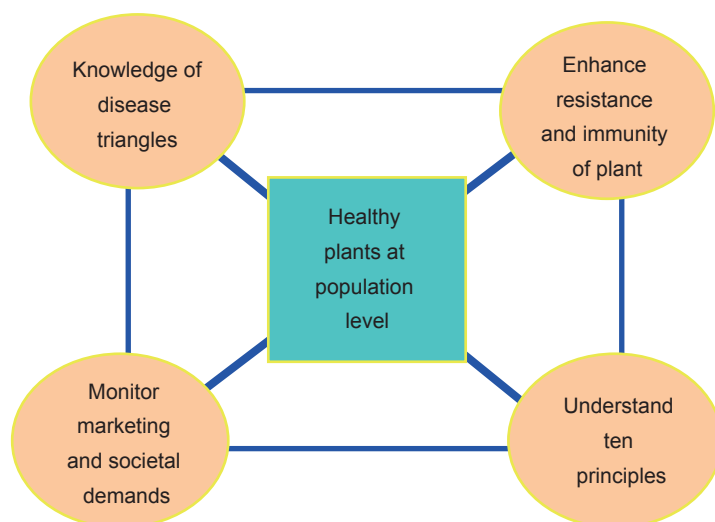 Knowledge of
disease
triangles
Enhance
resistance
and immunity
of plant
Healthy
plants at
population
level
Monitor
marketing
and societal
demands
Understand
ten
principles